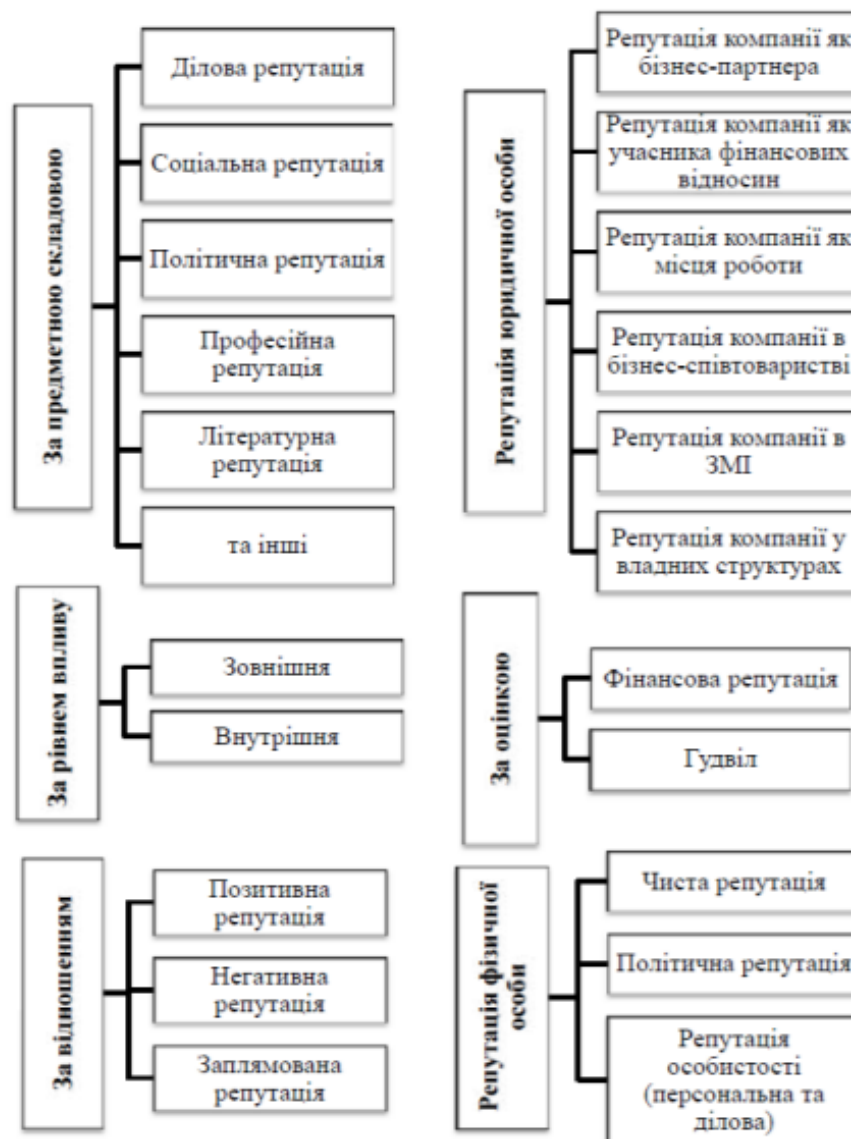 За предметною складовою
Ділова репутація
Соціальна репутація
Політична репутація
Професійна
репутація
Літературна
репутація
та інші
Репутація юридичної особи
Репутація компанії як
бізнес-партнера
Репутація компанії як
учасника фінансових
відносин
Репутація компанії як
місця роботи
Репутація компанії в
бізнес-співтоваристві
Репутація компанії в
ЗМІ
Репутація компанії у
владних структурах
За рівнем впливу
Зовнішня
Внутрішня
За оцінкою
Фінансова репутація
Гудвіл
За відношенням
Позитивна
репутація
Негативна
репутація
Заплямована
репутація
Репутація фізичної
особи
Чиста репутація
Політична репутація
Репутація
особистості
(персональна та
ділова)